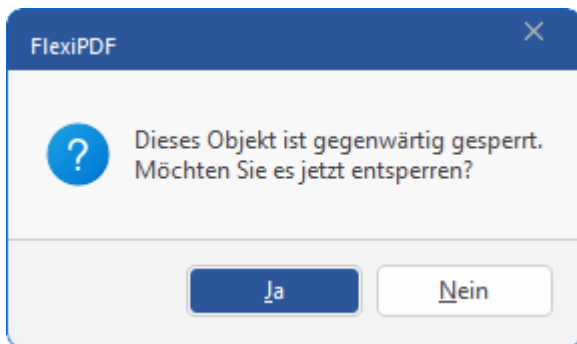 FlexiPDF
Dieses Objekt ist gegenwärtig gesperrt.
Möchten Sie es jetzt entsperren?
Ja
Nein